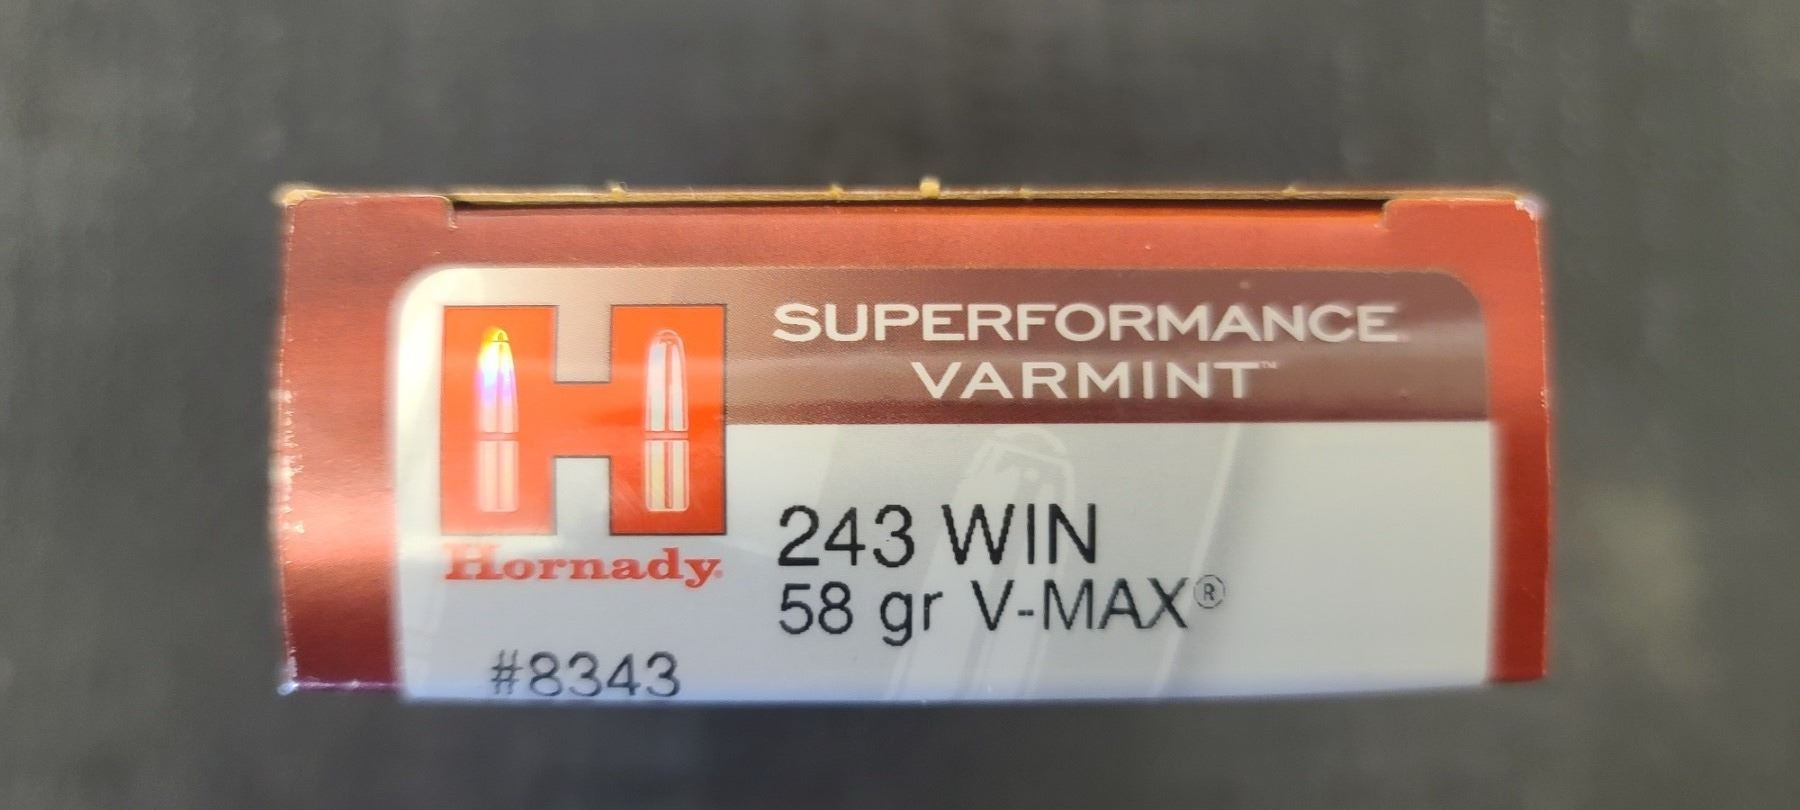 SUPERFORMANCE
VARMINT™
Hornady
243 WIN
58 gr V-MAX®
#8343